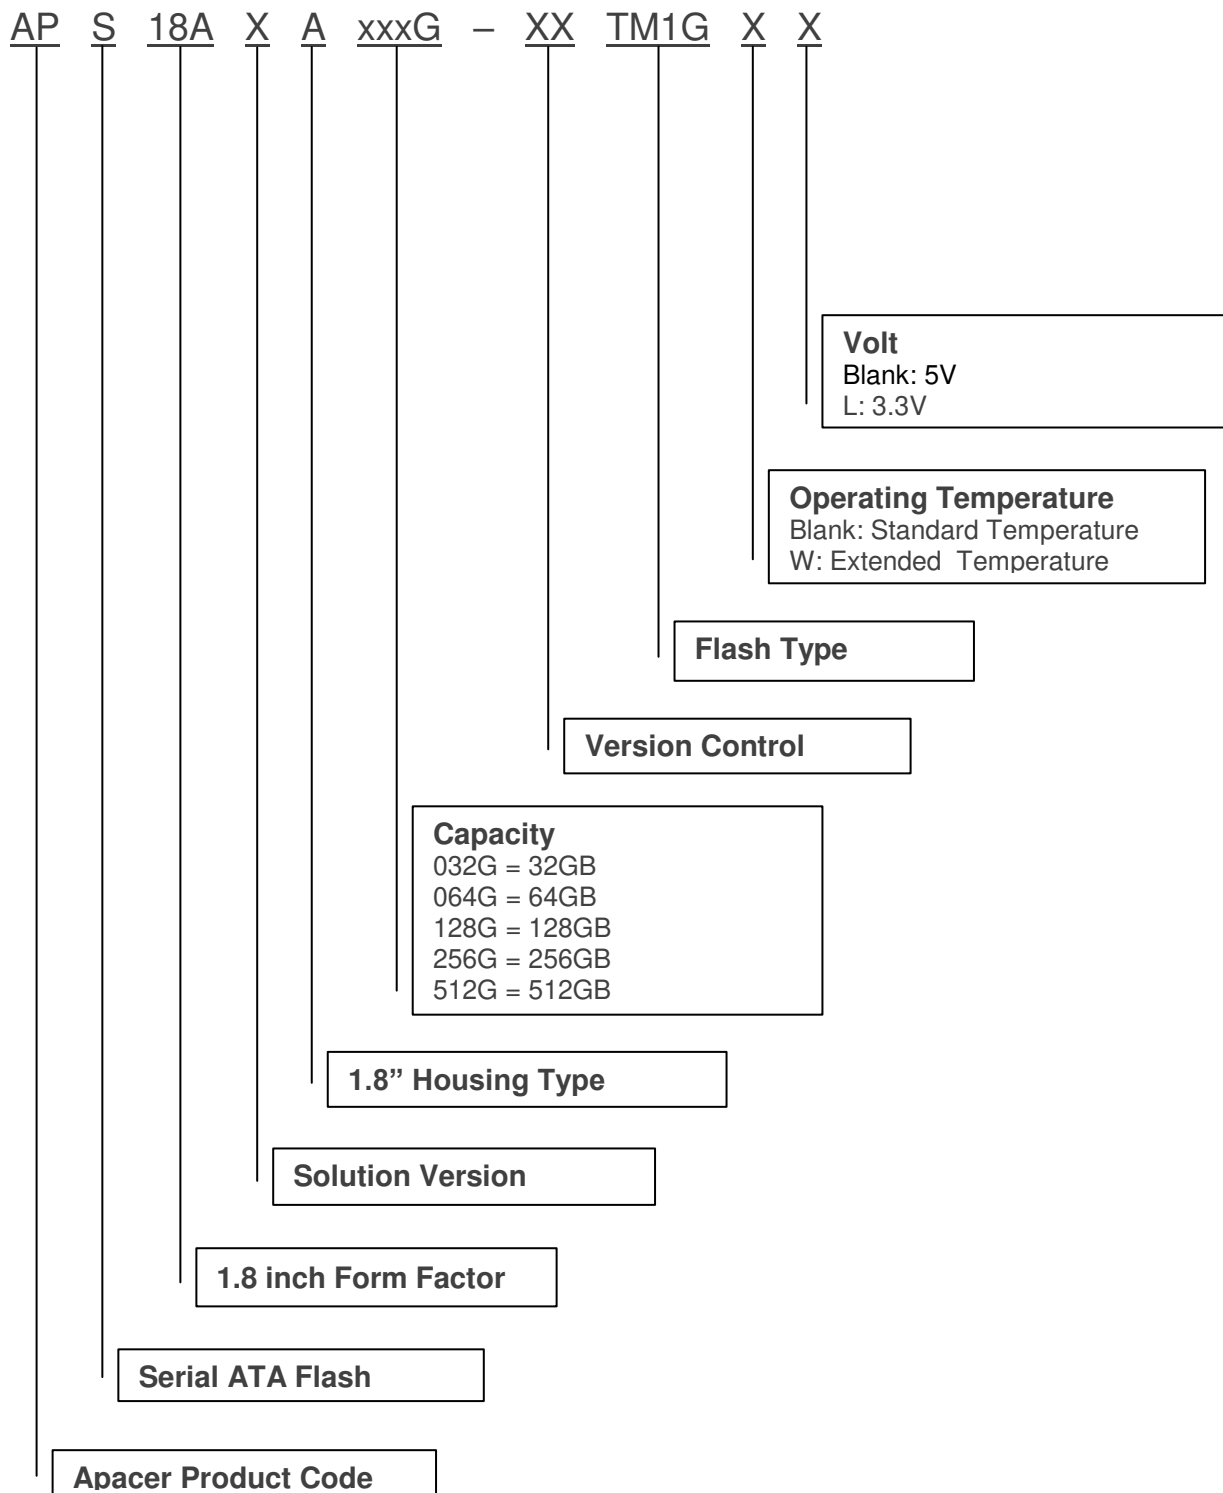 AP S 18A X A xxxG – XX TM1G X X
Volt
Blank: 5V
L: 3.3V
Operating Temperature
Blank: Standard Temperature
W: Extended Temperature
Flash Type
Version Control
Capacity
032G = 32GB
064G = 64GB
128G = 128GB
256G = 256GB
512G = 512GB
1.8” Housing Type
Solution Version
1.8 inch Form Factor
Serial ATA Flash
Apacer Product Code